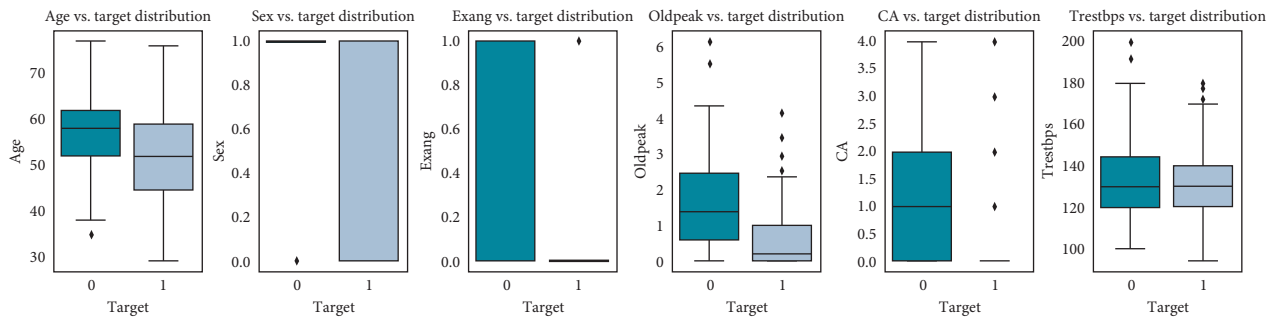 Age vs. target distribution
70
60
50
40
30
Age
0 1
Target
Sex vs. target distribution
1.0
0.8
0.6
0.4
0.2
0.0
Sex
0 1
Target
Exang vs. target distribution
1.0
0.8
0.6
0.4
0.2
0.0
Exang
0 1
Target
Oldpeak vs. target distribution
6
5
4
3
2
1
0
Oldpeak
0 1
Target
CA vs. target distribution
4.0
3.5
3.0
2.5
2.0
1.5
1.0
0.5
0.0
CA
0 1
Target
Trestbps vs. target distribution
200
180
160
140
120
100
Trestbps
0 1
Target